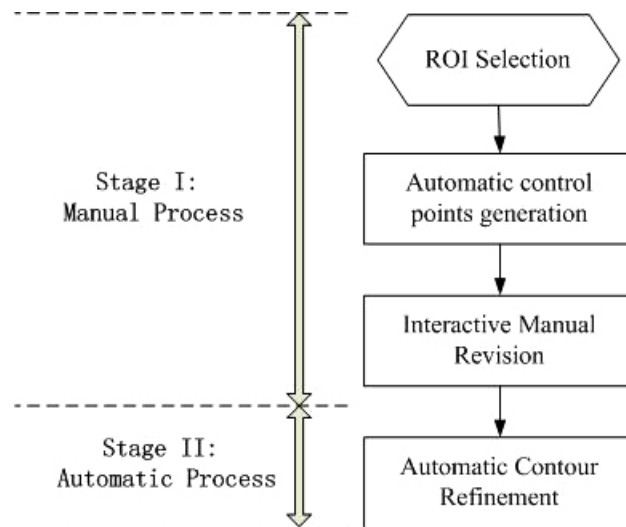 ROI Selection
Stage I:
Manual Process
Automatic control
points generation
Interactive Manual
Revision
Stage II:
Automatic Process
Automatic Contour
Refinement